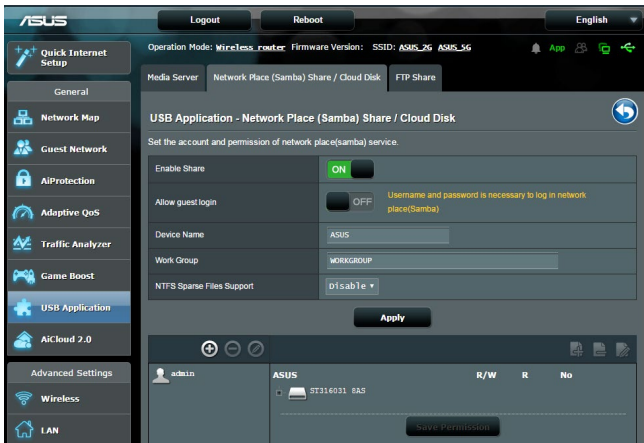 ASUS
Logout
Reboot
English
Quick Internet
Setup
Operation Mode: Wireless router Firmware Version: SSID: ASUS_2G ASUS_5G
App
Media Server
Network Place (Samba) Share / Cloud Disk
FTP Share
General
Network Map
Guest Network
AiProtection
Adaptive QoS
Traffic Analyzer
Game Boost
USB Application
AiCloud 2.0
Advanced Settings
Wireless
LAN
USB Application - Network Place (Samba) Share / Cloud Disk
Set the account and permission of network place(samba) service.
Enable Share
ON
Allow guest login
OFF
Username and password is necessary to log in network
place(Samba)
Device Name
ASUS
Work Group
WORKGROUP
NTFS Sparse Files Support
Disable
Apply
admin
ASUS
R/W
R
No
ST316031 8AS
Save Permission